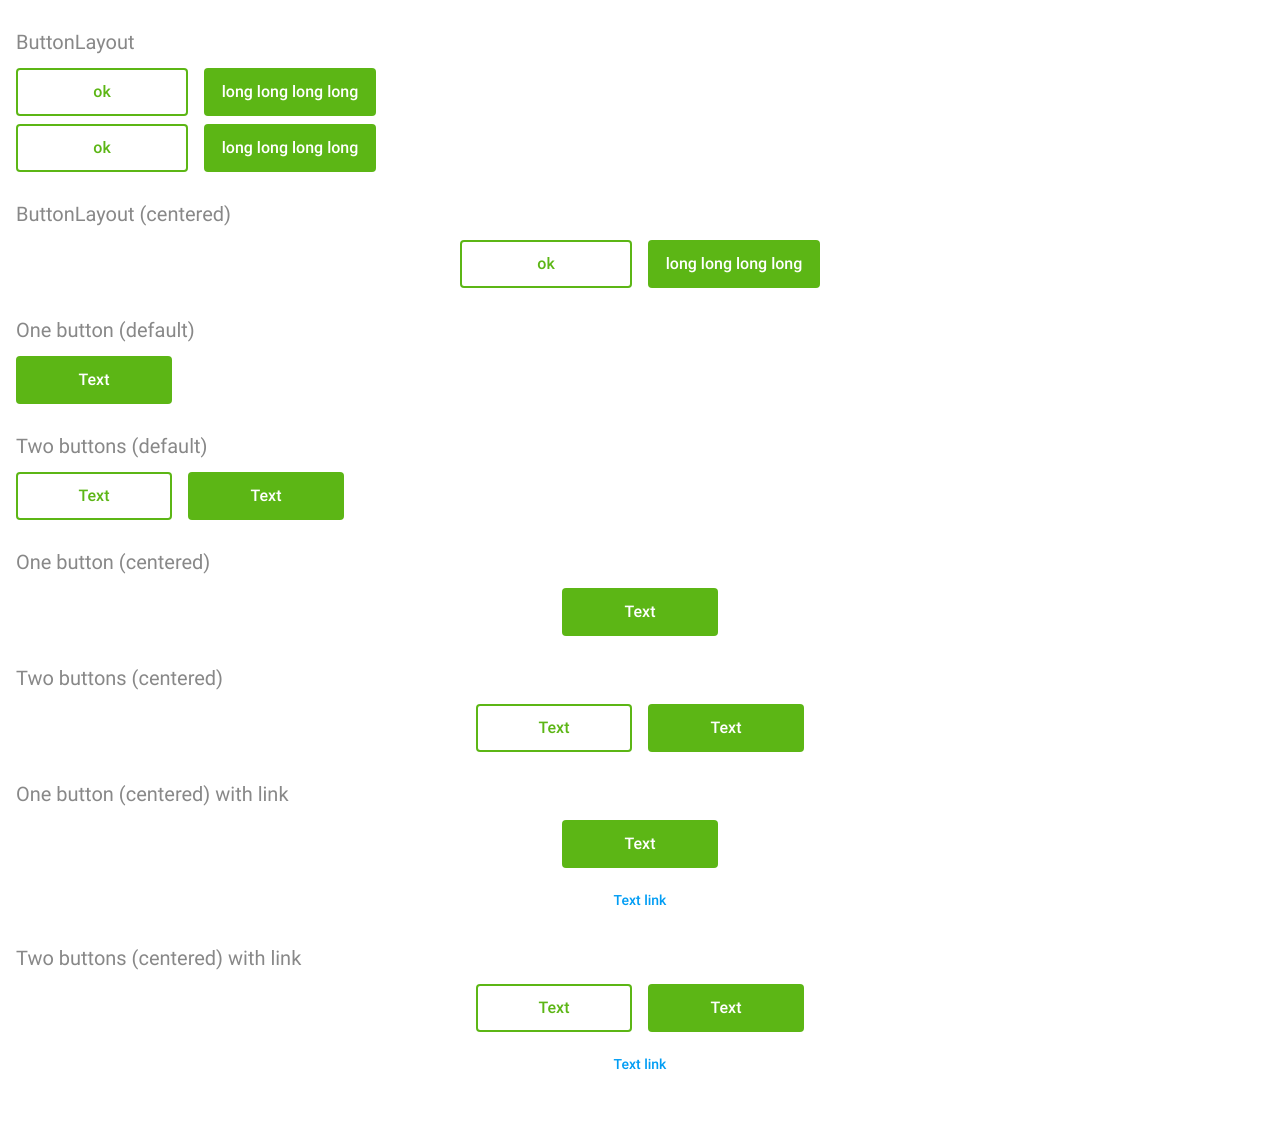 ButtonLayout
ok long long long long
ok long long long long
ButtonLayout (centered)
ok long long long long
One button (default)
Text
Two buttons (default)
Text Text
One button (centered)
Text
Two buttons (centered)
Text Text
One button (centered) with link
Text
Text link
Two buttons (centered) with link
Text Text
Text link